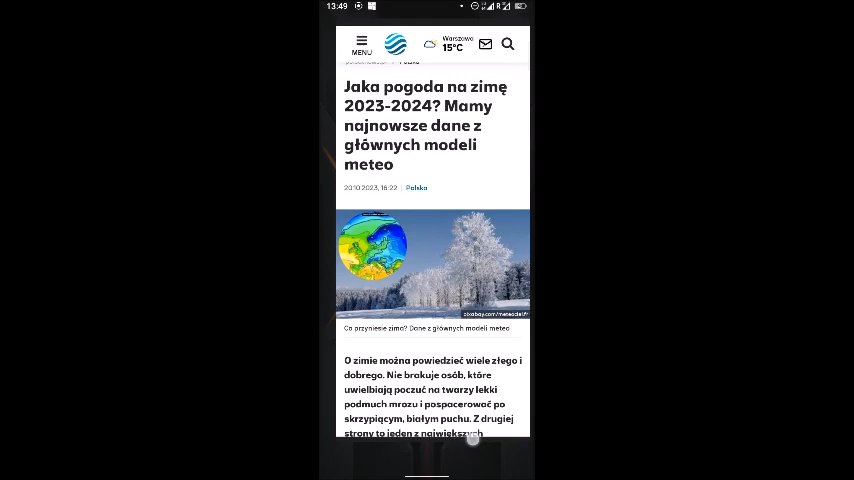 13:49
R
MENU
Warszawa
15°C
Polska
Jaka pogoda na zimę
2023-2024? Mamy
najnowsze dane z
głównych modeli
meteo
20.10.2023, 16:22 | Polska
pixabay.com/meteociel.fr
Co przyniesie zima? Dane z głównych modeli meteo
O zimie można powiedzieć wiele złego i
dobrego. Nie brakuje osób, które
uwielbiają poczuć na twarzy lekki
podmuch mrozu i pospacerować po
skrzypiącym, białym puchu. Z drugiej
strony to jeden z największych